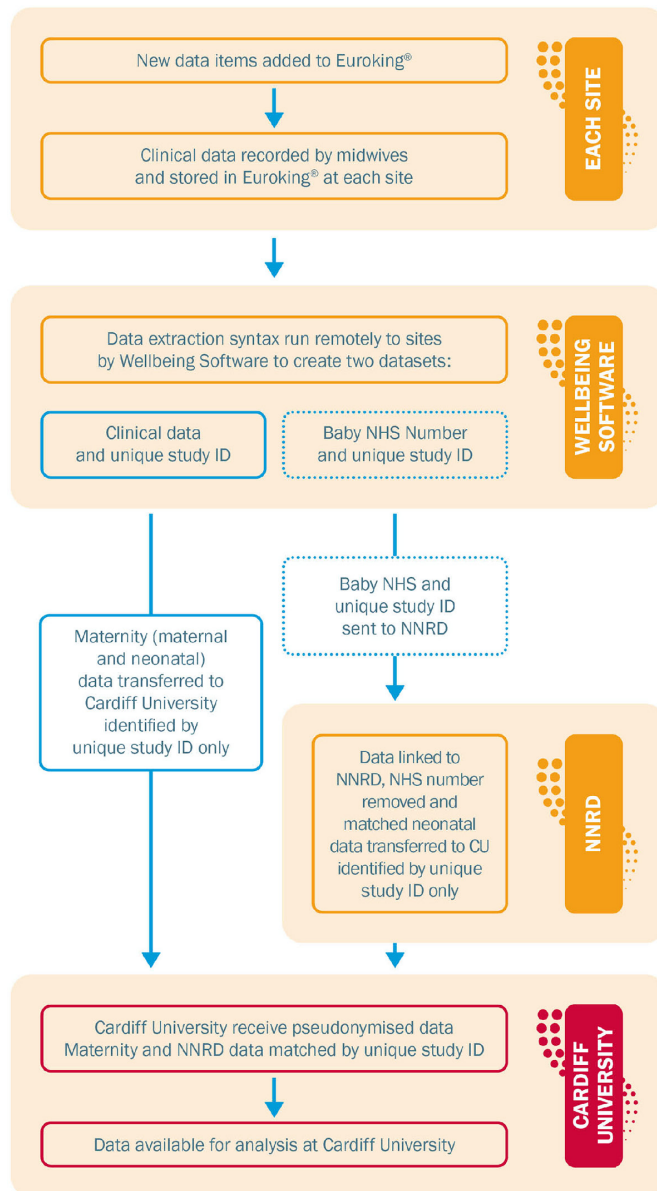 New data items added to Euroking®
Clinical data recorded by midwives
and stored in Euroking® at each site
EACH SITE
Data extraction syntax run remotely to sites
by Wellbeing Software to create two datasets:
Clinical data
and unique study ID
Baby NHS Number
and unique study ID
WELLBEING
SOFTWARE
Baby NHS and
unique study ID
sent to NNRD
Maternity (maternal
and neonatal)
data transferred to
Cardiff University
identified by
unique study ID only
Data linked to
NNRD, NHS number
removed and
matched neonatal
data transferred to CU
identified by unique
study ID only
NNRD
Cardiff University receive pseudonymised data
Maternity and NNRD data matched by unique study ID
Data available for analysis at Cardiff University
CARDIFF
UNIVERSITY